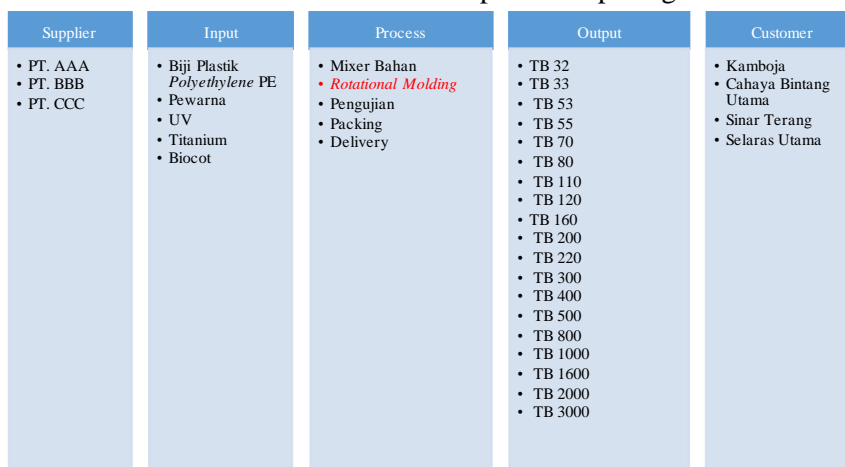 Supplier
• PT. AAA
• PT. BBB
• PT. CCC
Input
• Biji Plastik
Polyethylene PE
• Pewarna
• UV
• Titanium
• Biocot
Process
• Mixer Bahan
• Rotational Molding
• Pengujian
• Packing
• Delivery
Output
• TB 32
• TB 33
• TB 53
• TB 55
• TB 70
• TB 80
• TB 110
• TB 120
• TB 160
• TB 200
• TB 220
• TB 300
• TB 400
• TB 500
• TB 800
• TB 1000
• TB 1600
• TB 2000
• TB 3000
Customer
• Kamboja
• Cahaya Bintang
Utama
• Sinar Terang
• Selaras Utama